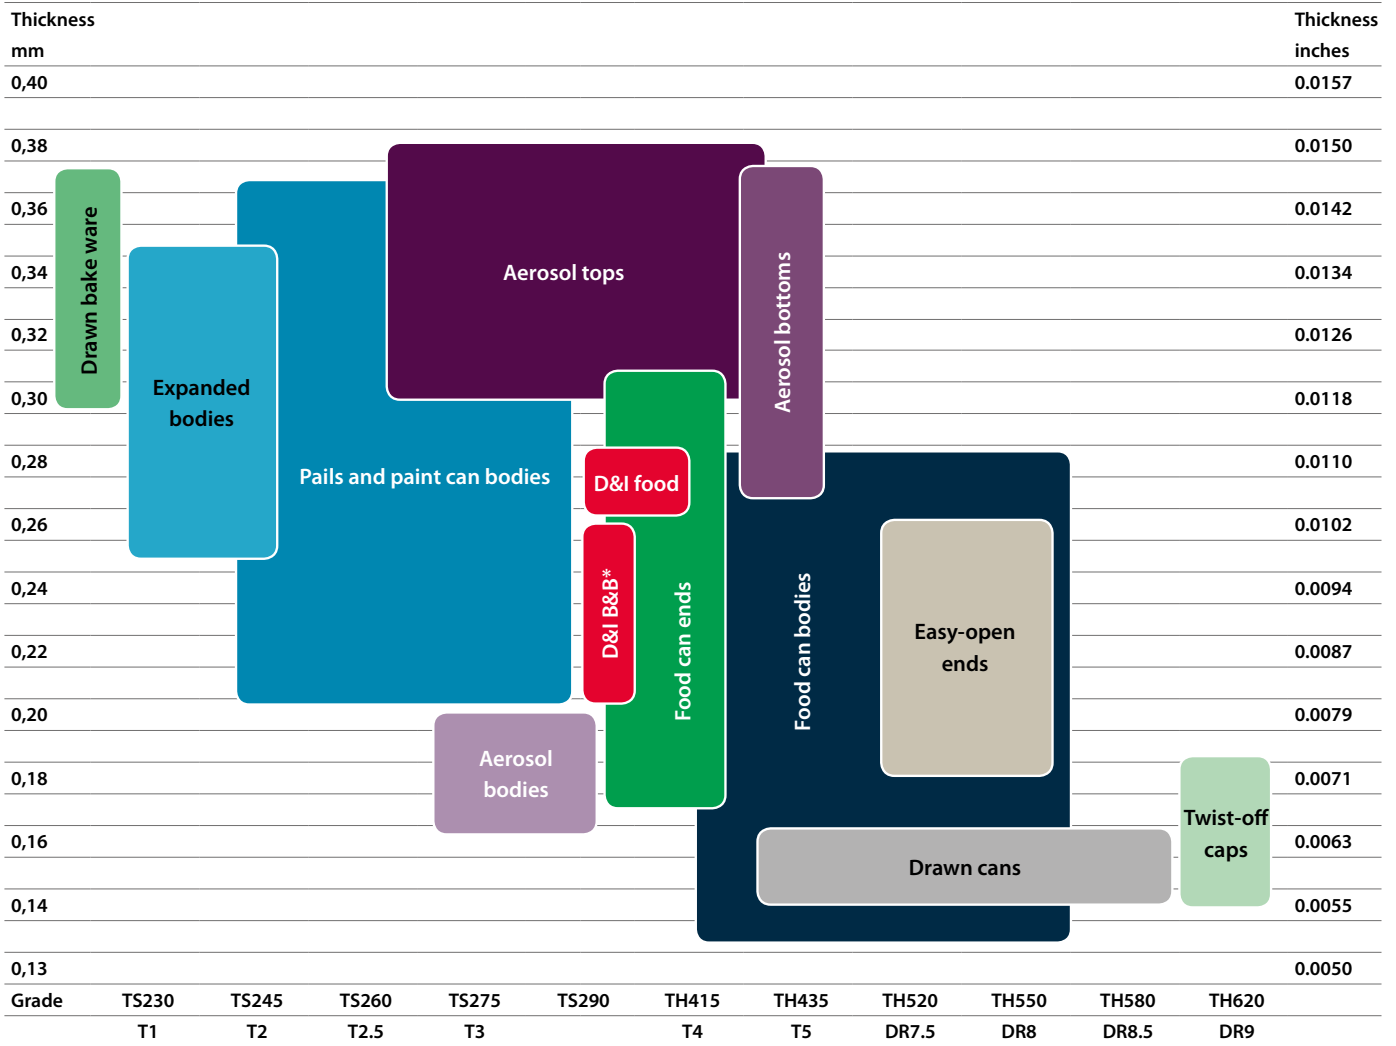 Thickness Thickness
mm inches
0,40 0.0157
0,38 0.0150
0,36 0.0142
0,34 0.0134
0,32 0.0126
0,30 0.0118
0,28 0.0110
0,26 0.0102
0,24 0.0094
0,22 0.0087
0,20 0.0079
0,18 0.0071
0,16 0.0063
0,14 0.0055
0,13 0.0050
Drawn bake ware
Expanded
bodies
Pails and paint can bodies
Aerosol tops
Aerosol bottoms
D&I food
D&I B&B*
Food can ends
Food can bodies
Easy-open
ends
Aerosol
bodies
Drawn cans
Twist-off
caps
Grade TS230 TS245 TS260 TS275 TS290 TH415 TH435 TH520 TH550 TH580 TH620
T1 T2 T2.5 T3 T4 T5 DR7.5 DR8 DR8.5 DR9